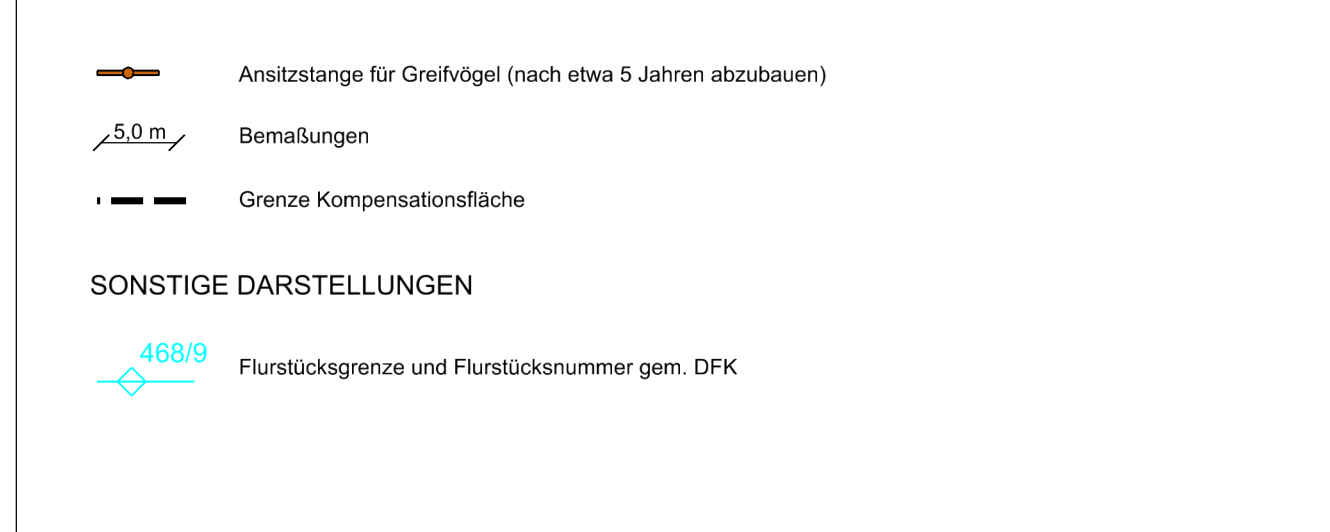 Ansitzstange für Greifvögel (nach etwa 5 Jahren abzubauen)
5,0 m Bemaßungen
Grenze Kompensationsfläche
SONSTIGE DARSTELLUNGEN
468/9
Flurstücksgrenze und Flurstücksnummer gem. DFK